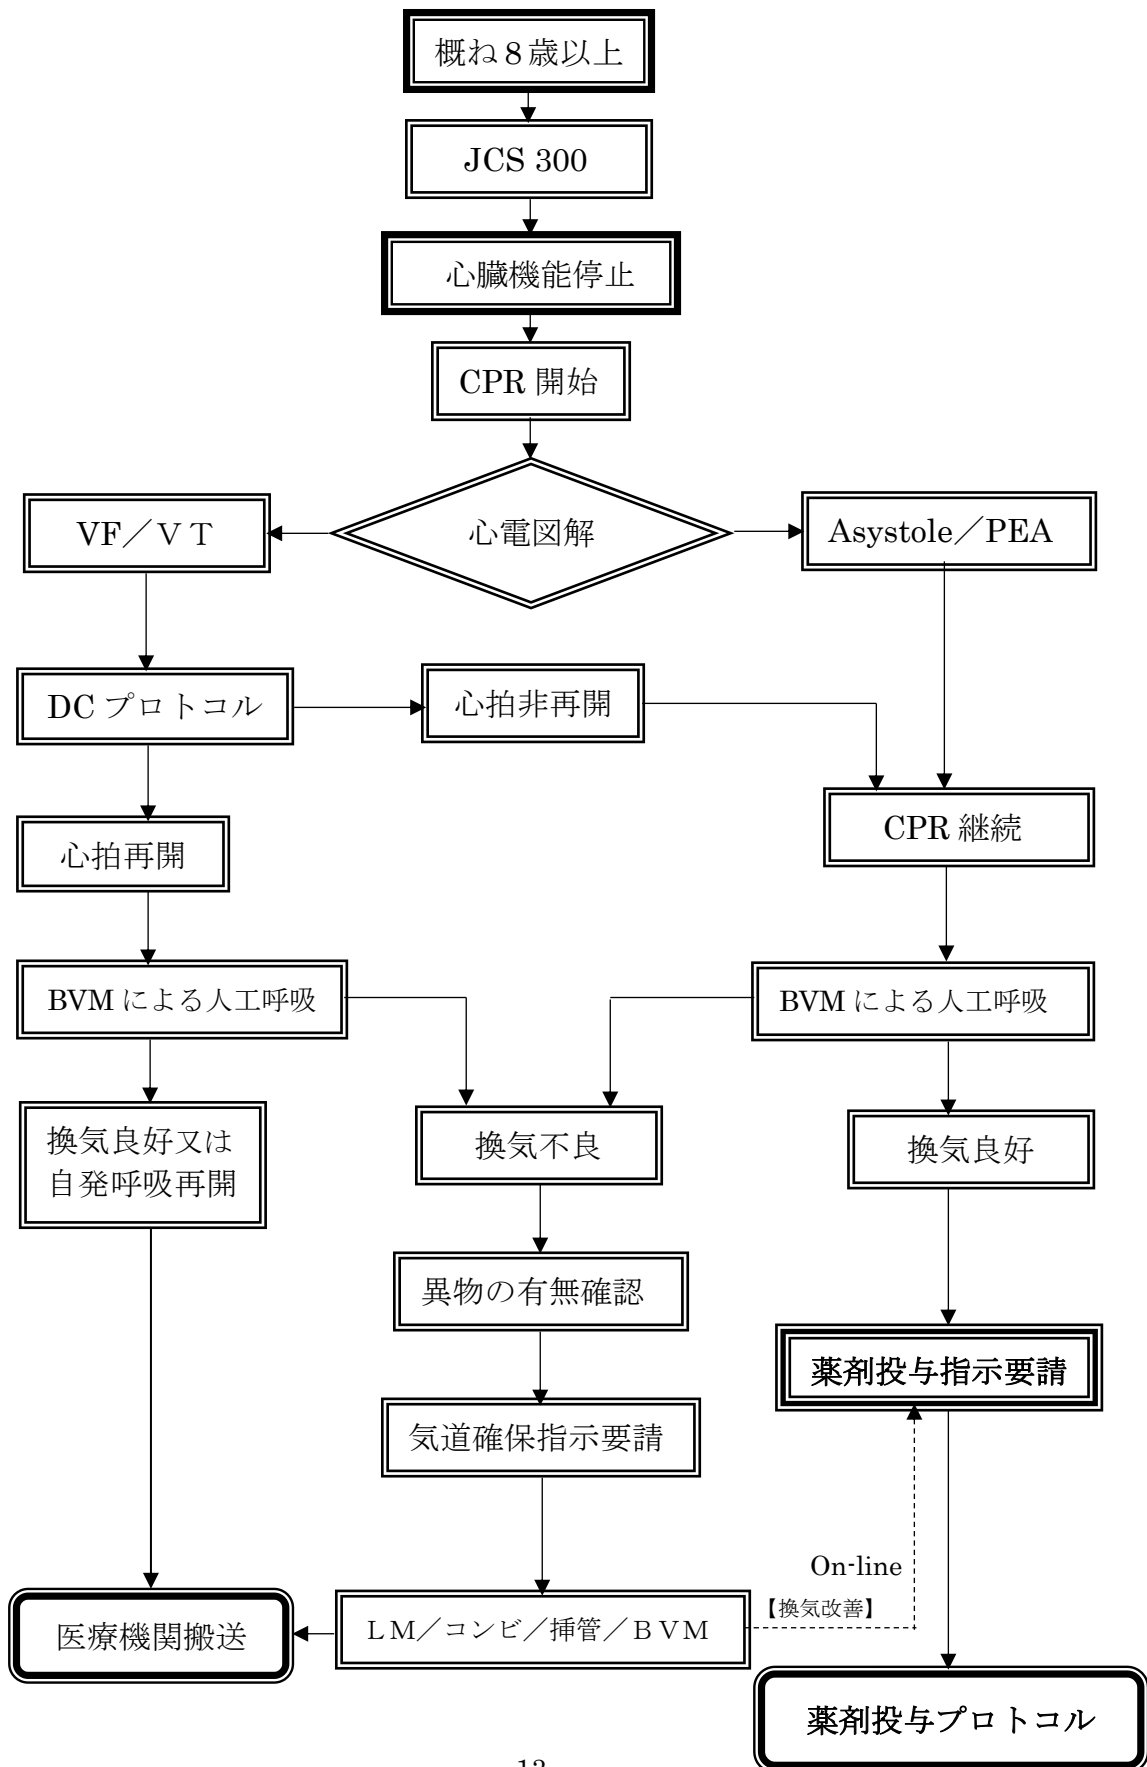 概ね８歳以上
JCS 300
心臓機能停止
CPR 開始
心電図解
VF／ＶＴ
Asystole／PEA
DC プロトコル
心拍非再開
心拍再開
CPR 継続
BVM による人工呼吸
BVM による人工呼吸
換気良好又は
自発呼吸再開
換気不良
換気良好
異物の有無確認
薬剤投与指示要請
気道確保指示要請
On-line
【換気改善】
医療機関搬送
ＬＭ／コンビ／挿管／ＢＶＭ
薬剤投与プロトコル